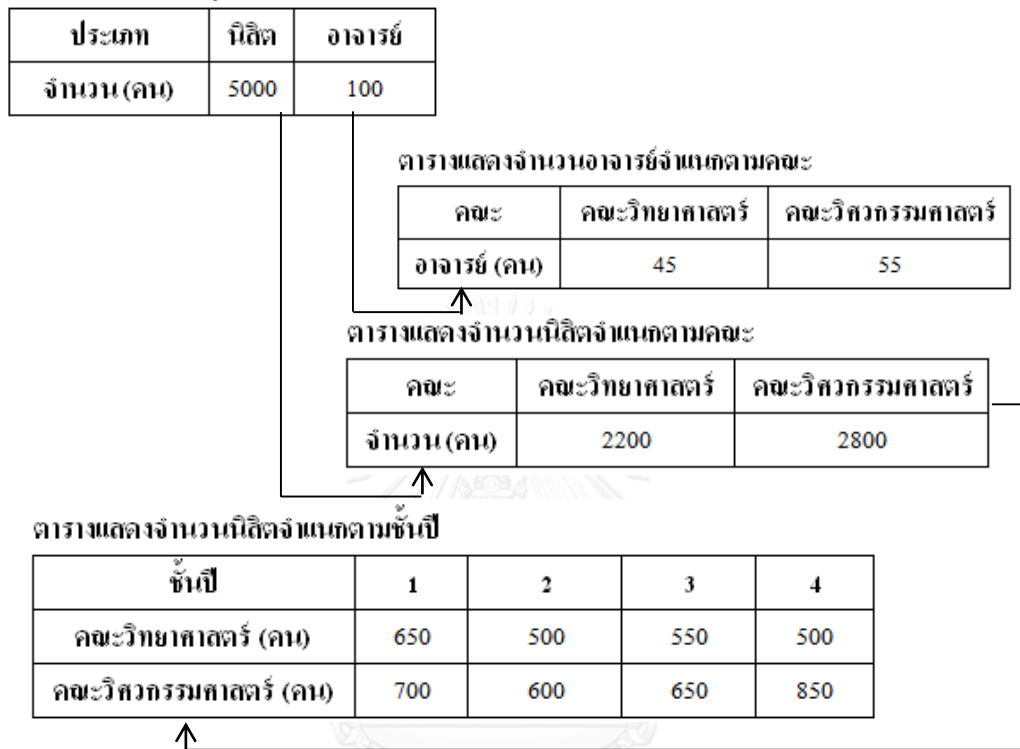 ประเภท นิสิต อาจารย์
จำนวน (คน) 5000 100
ตารางแสดงจำนวนอาจารย์จำแนกตามคณะ
คณะ คณะวิทยาศาสตร์ คณะวิศวกรรมศาสตร์
อาจารย์ (คน) 45 55
ตารางแสดงจำนวนนิสิตจำแนกตามคณะ
คณะ คณะวิทยาศาสตร์ คณะวิศวกรรมศาสตร์
จำนวน (คน) 2200 2800
ตารางแสดงจำนวนนิสิตจำแนกตามชั้นปี
ชั้นปี 1 2 3 4
คณะวิทยาศาสตร์ (คน) 650 500 550 500
คณะวิศวกรรมศาสตร์ (คน) 700 600 650 850